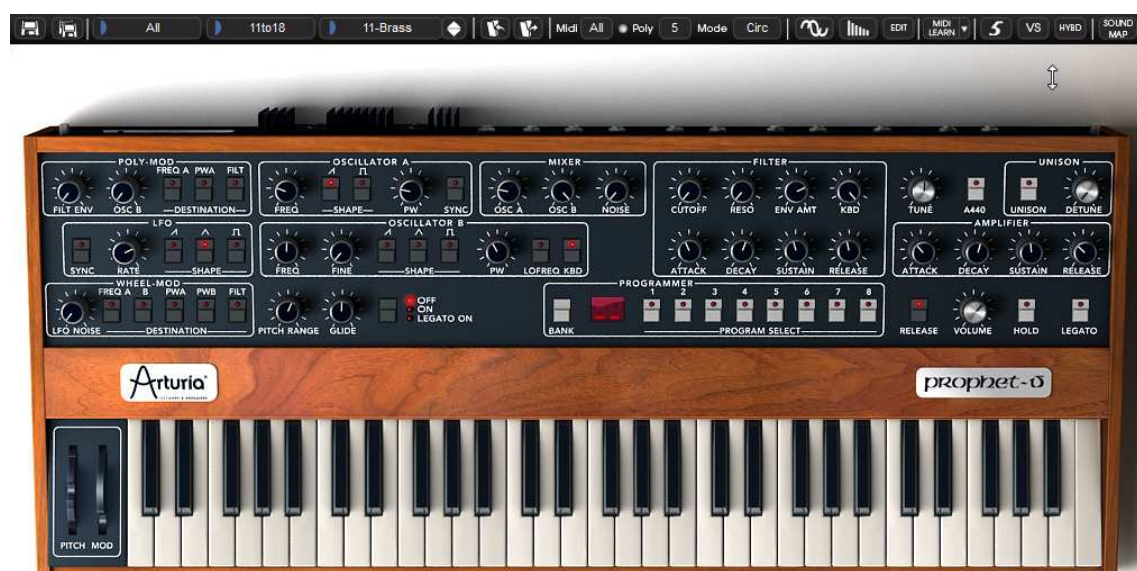 All 11to18 11-Brass Midi All Poly 5 Mode Circ EDIT MIDI LEARN 5 VS HYBD SOUND MAP
POLY-MOD OSCILLATOR A MIXER FILTER UNISON
FREQ A PWA FILT
FILT ENV OSC B DESTINATION FREQ SHAPE PW SYNC OSC A OSC B NOISE CUTOFF RESO ENV AMT KBD TUNE A440 UNISON DETUNE
LFO OSCILLATOR B AMPLIFIER
SYNC RATE SHAPE FREQ FINE SHAPE PW LOFREQ KBD ATTACK DECAY SUSTAIN RELEASE ATTACK DECAY SUSTAIN RELEASE
WHEEL-MOD PROGRAMMER
FREQ A B PWA PWB FILT 1 2 3 4 5 6 7 8
OFF
ON
LEGATO ON
LFO NOISE DESTINATION PITCH RANGE GLIDE BANK PROGRAM SELECT RELEASE VOLUME HOLD LEGATO
Arturia prophet-V
PITCH MOD